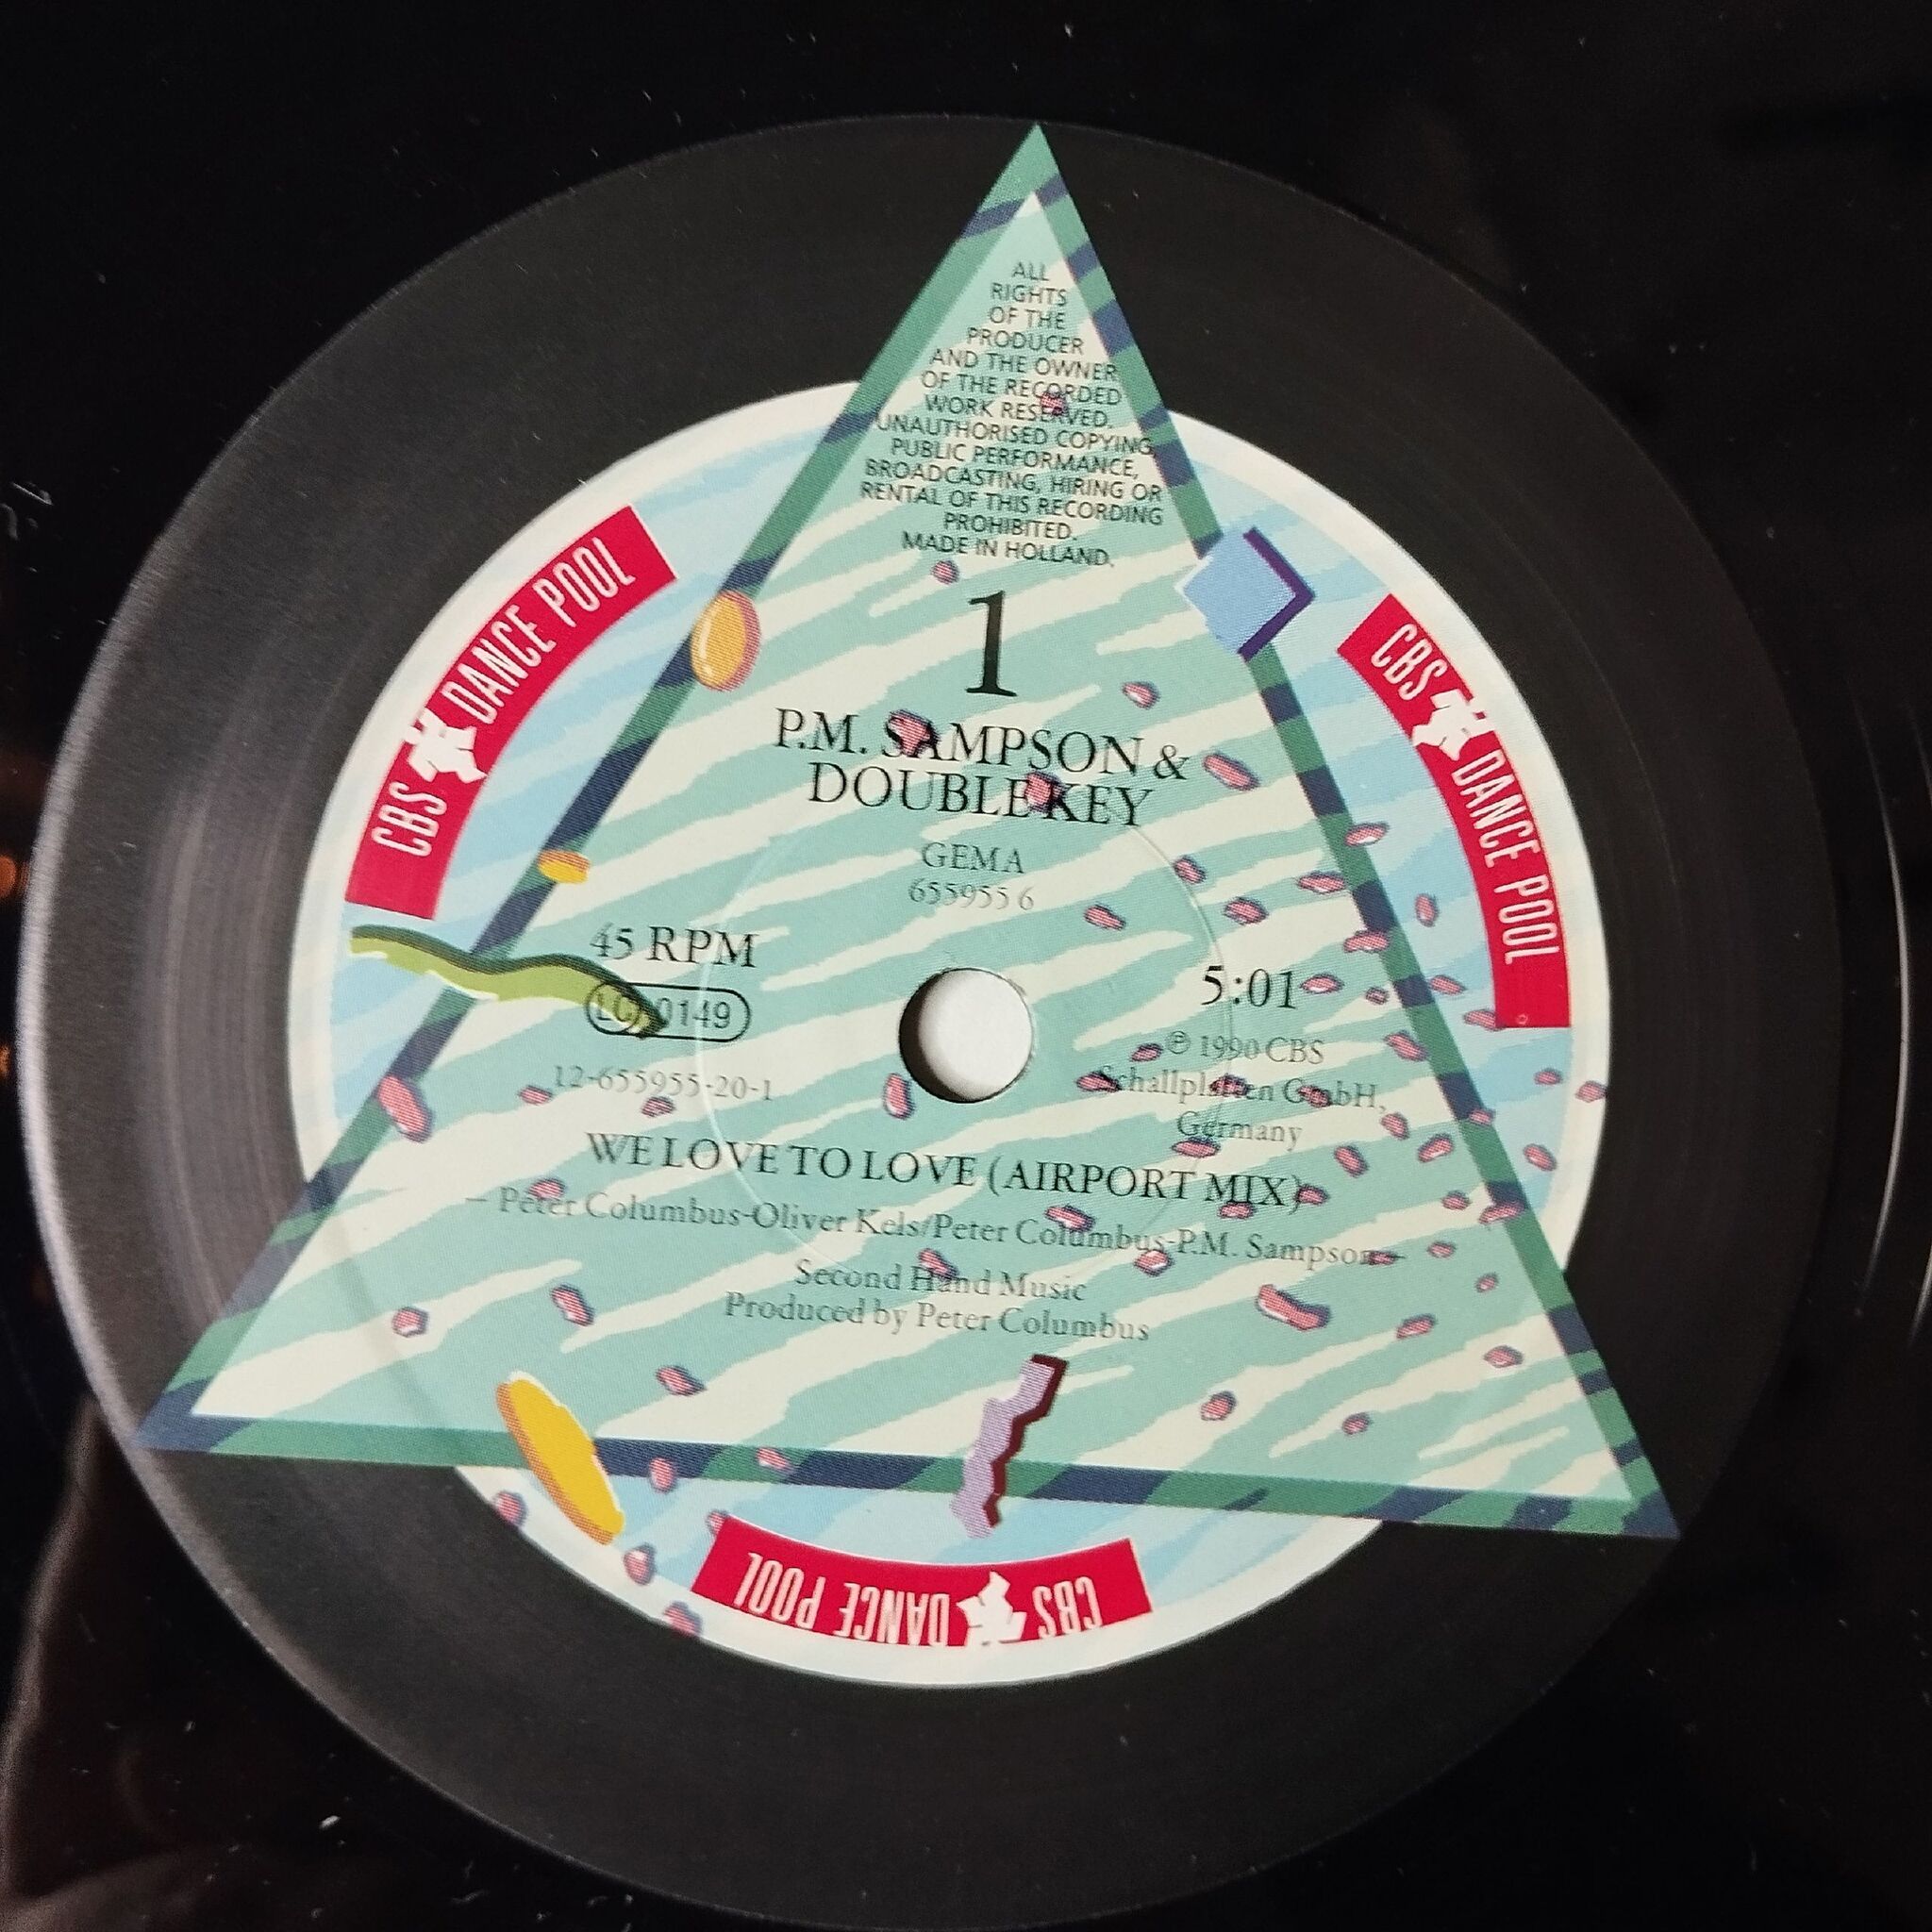 ALL
RIGHTS
OF THE
PRODUCER
AND THE OWNER
OF THE RECORDED
WORK RESERVED.
UNAUTHORISED COPYING,
PUBLIC PERFORMANCE,
BROADCASTING, HIRING OR
RENTAL OF THIS RECORDING
PROHIBITED.
MADE IN HOLLAND.
CBS DANCE POOL
CBS DANCE POOL
1
P.M. SAMPSON &
DOUBLE KEY
GEMA
655955 6
45 RPM
LC 0149
12-655955-20-1
5:01
℗ 1990 CBS
Schallplatten GmbH,
Germany
WE LOVE TO LOVE (AIRPORT MIX)
– Peter Columbus-Oliver Kels/Peter Columbus-P.M. Sampson –
Second Hand Music
Produced by Peter Columbus
CBS DANCE POOL